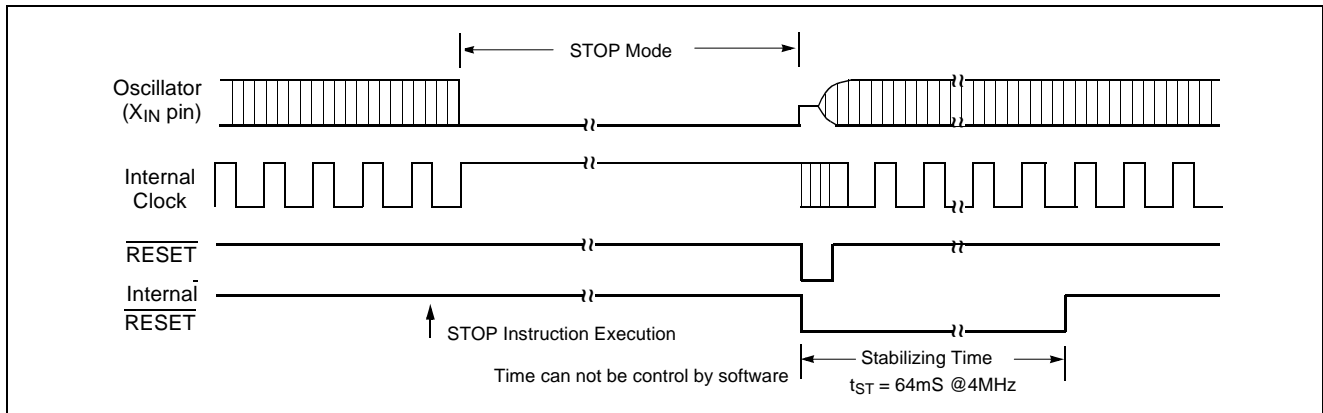 STOP Mode
Oscillator
(XIN pin)
Internal
Clock
RESET
Internal
RESET
STOP Instruction Execution
Time can not be control by software
Stabilizing Time
tST = 64mS @4MHz